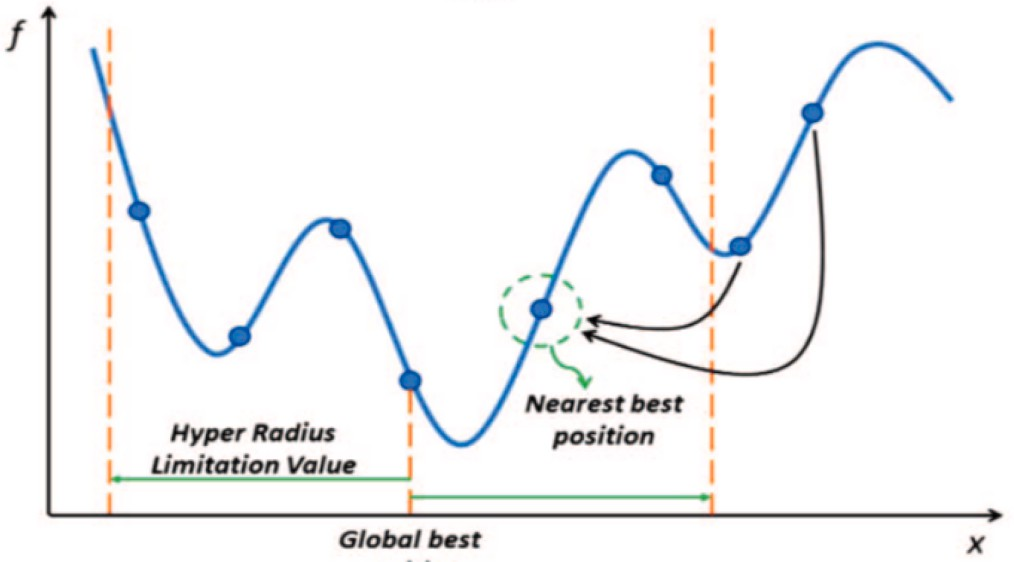 f
Hyper Radius
Limitation Value
Nearest best
position
Global best
x